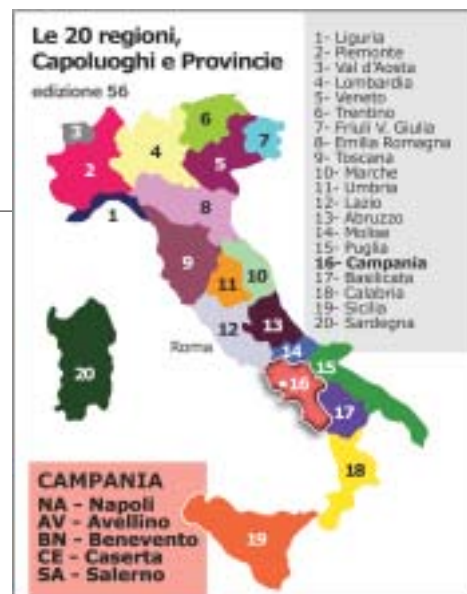 Le 20 regioni,
Capoluoghi e Provincie
edizione 56
1- Liguria
2- Piemonte
3- Val d'Aosta
4- Lombardia
5- Veneto
6- Trentino
7- Friuli V. Giulia
8- Emilia Romagna
9- Toscana
10- Marche
11- Umbria
12- Lazio
13- Abruzzo
14- Molise
15- Puglia
16- Campania
17- Basilicata
18- Calabria
19- Sicilia
20- Sardegna
3
6
7
4
5
2
8
1
9
10
11
12
13
Roma
14
15
16
20
17
18
19
CAMPANIA
NA - Napoli
AV - Avellino
BN - Benevento
CE - Caserta
SA - Salerno